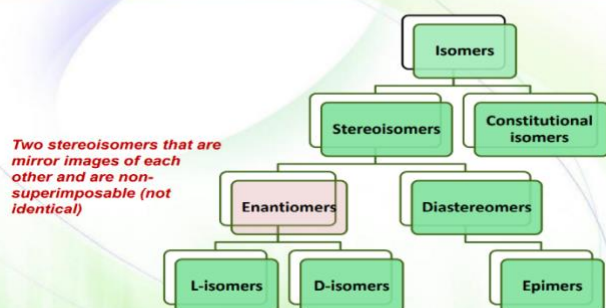 Isomers
Stereoisomers
Constitutional
isomers
Two stereoisomers that are
mirror images of each
other and are non-
superimposable (not
identical)
Enantiomers
Diastereomers
L-isomers
D-isomers
Epimers